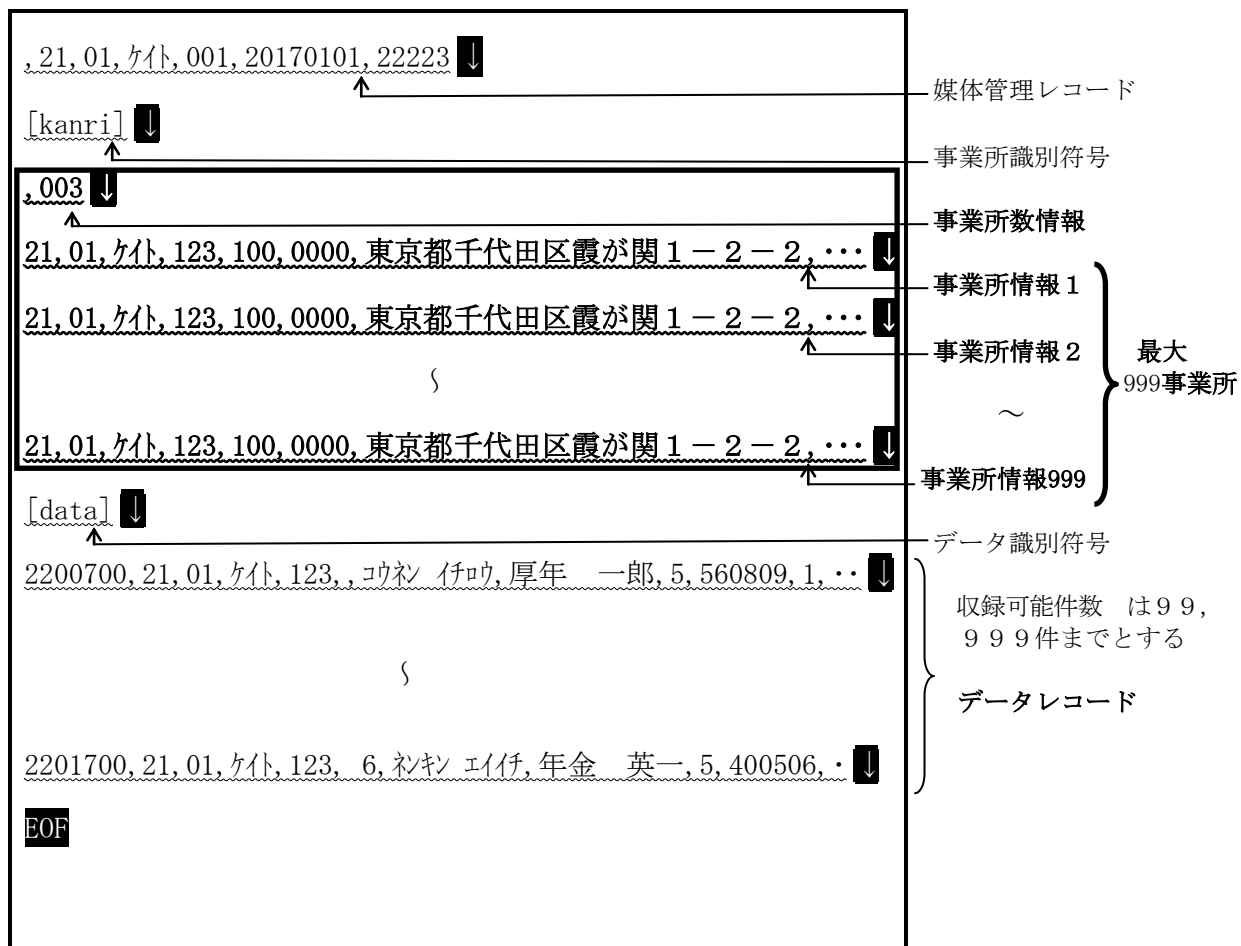 ,21,01,ｹｲﾄ,001,20170101,22223 ↓
媒体管理レコード
[kanri] ↓
事業所識別符号
,003 ↓
事業所数情報
21,01,ｹｲﾄ,123,100,0000,東京都千代田区霞が関１－２－２,… ↓
事業所情報１
21,01,ｹｲﾄ,123,100,0000,東京都千代田区霞が関１－２－２,… ↓
事業所情報２
最大
999事業所
～
～
21,01,ｹｲﾄ,123,100,0000,東京都千代田区霞が関１－２－２,… ↓
事業所情報999
[data] ↓
データ識別符号
2200700,21,01,ｹｲﾄ,123,,ｺｳﾈﾝ ｲﾁﾛｳ,厚年　一郎,5,560809,1,‥ ↓
収録可能件数　は９９,
９９９件までとする
～
データレコード
2201700,21,01,ｹｲﾄ,123, 6,ﾈﾝｷﾝ ｴｲｲﾁ,年金　英一,5,400506,・ ↓
EOF